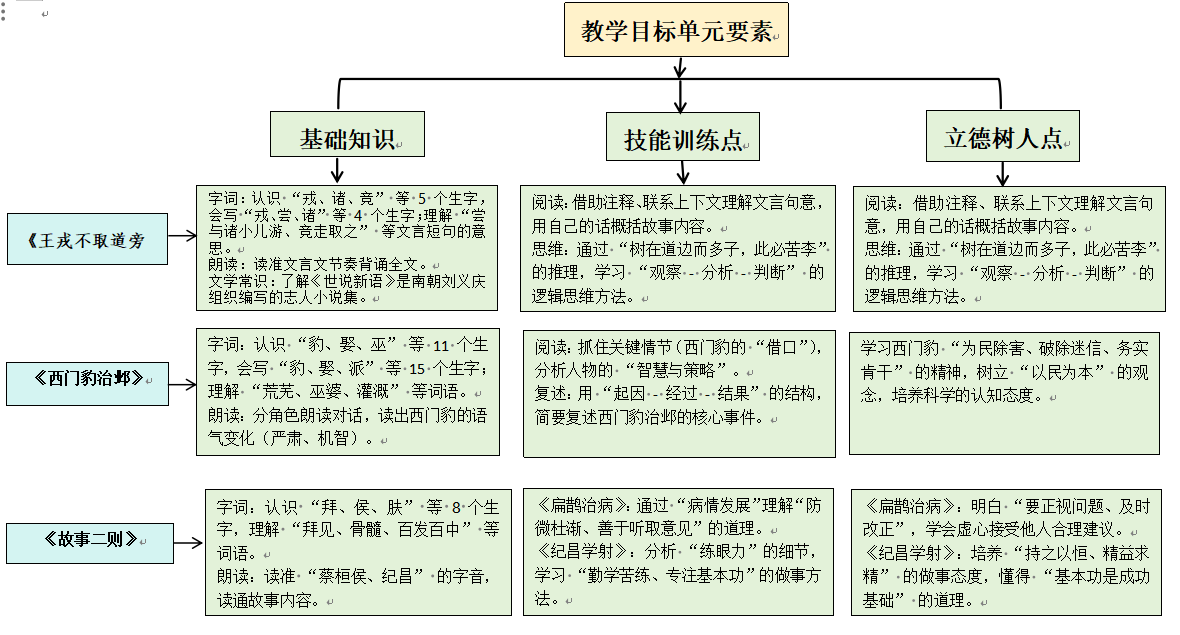 教学目标单元要素
基础知识
技能训练点
立德树人点
《王戎不取道旁
字词：认识“戎、诸、竞”等 5 个生字，
会写“戎、尝、诸”等 4 个生字；理解“尝
与诸小儿游、竞走取之”等文言短句的意
思。
朗读：读准文言文节奏背诵全文。
文学常识：了解《世说新语》是南朝刘义庆
组织编写的志人小说集。
阅读：借助注释、联系上下文理解文言句意，
用自己的话概括故事内容。
思维：通过“树在道边而多子，此必苦李”
的推理，学习“观察 - 分析 - 判断”的
逻辑思维方法。
阅读：借助注释、联系上下文理解文言句
意，用自己的话概括故事内容。
思维：通过“树在道边而多子，此必苦李”
的推理，学习“观察 - 分析 - 判断”的
逻辑思维方法。
《西门豹治邺》
字词：认识“豹、娶、巫”等 11 个生
字，会写“豹、娶、派”等 15 个生字；
理解“荒芜、巫婆、灌溉”等词语。
朗读：分角色朗读对话，读出西门豹的语
气变化（严肃、机智）。
阅读：抓住关键情节（西门豹的“借口”），
分析人物的“智慧与策略”。
复述：用“起因 - 经过 - 结果”的结构，
简要复述西门豹治邺的核心事件。
学习西门豹“为民除害、破除迷信、务实
肯干”的精神，树立“以民为本”的观
念，培养科学的认知态度。
《故事二则》
字词：认识“拜、侯、肤”等 8 个生
字，理解“拜见、骨髓、百发百中”等
词语。
朗读：读准“蔡桓侯、纪昌”的字音，
读通故事内容。
《扁鹊治病》：通过“病情发展”理解“防
微杜渐、善于听取意见”的道理。
《纪昌学射》：分析“练眼力”的细节，
学习“勤学苦练、专注基本功”的做事方
法。
《扁鹊治病》：明白“要正视问题、及时
改正”，学会虚心接受他人合理建议。
《纪昌学射》：培养“持之以恒、精益求
精”的做事态度，懂得“基本功是成功
基础”的道理。